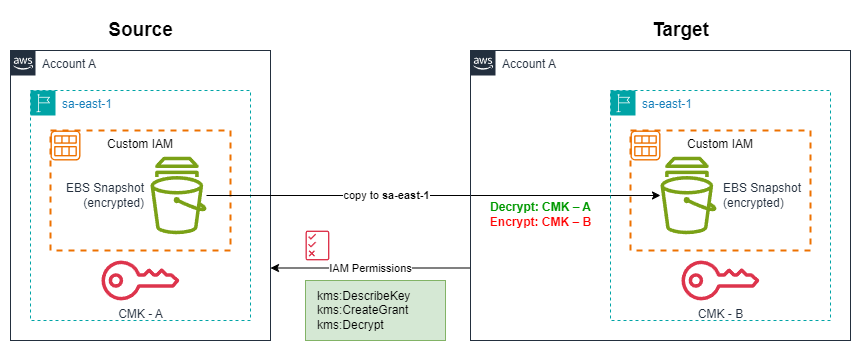 Source
Target
aws
Account A
aws
Account A
sa-east-1
sa-east-1
Custom IAM
Custom IAM
EBS Snapshot
(encrypted)
copy to sa-east-1
EBS Snapshot
(encrypted)
Decrypt: CMK – A
Encrypt: CMK – B
IAM Permissions
kms:DescribeKey
kms:CreateGrant
kms:Decrypt
CMK - A
CMK - B